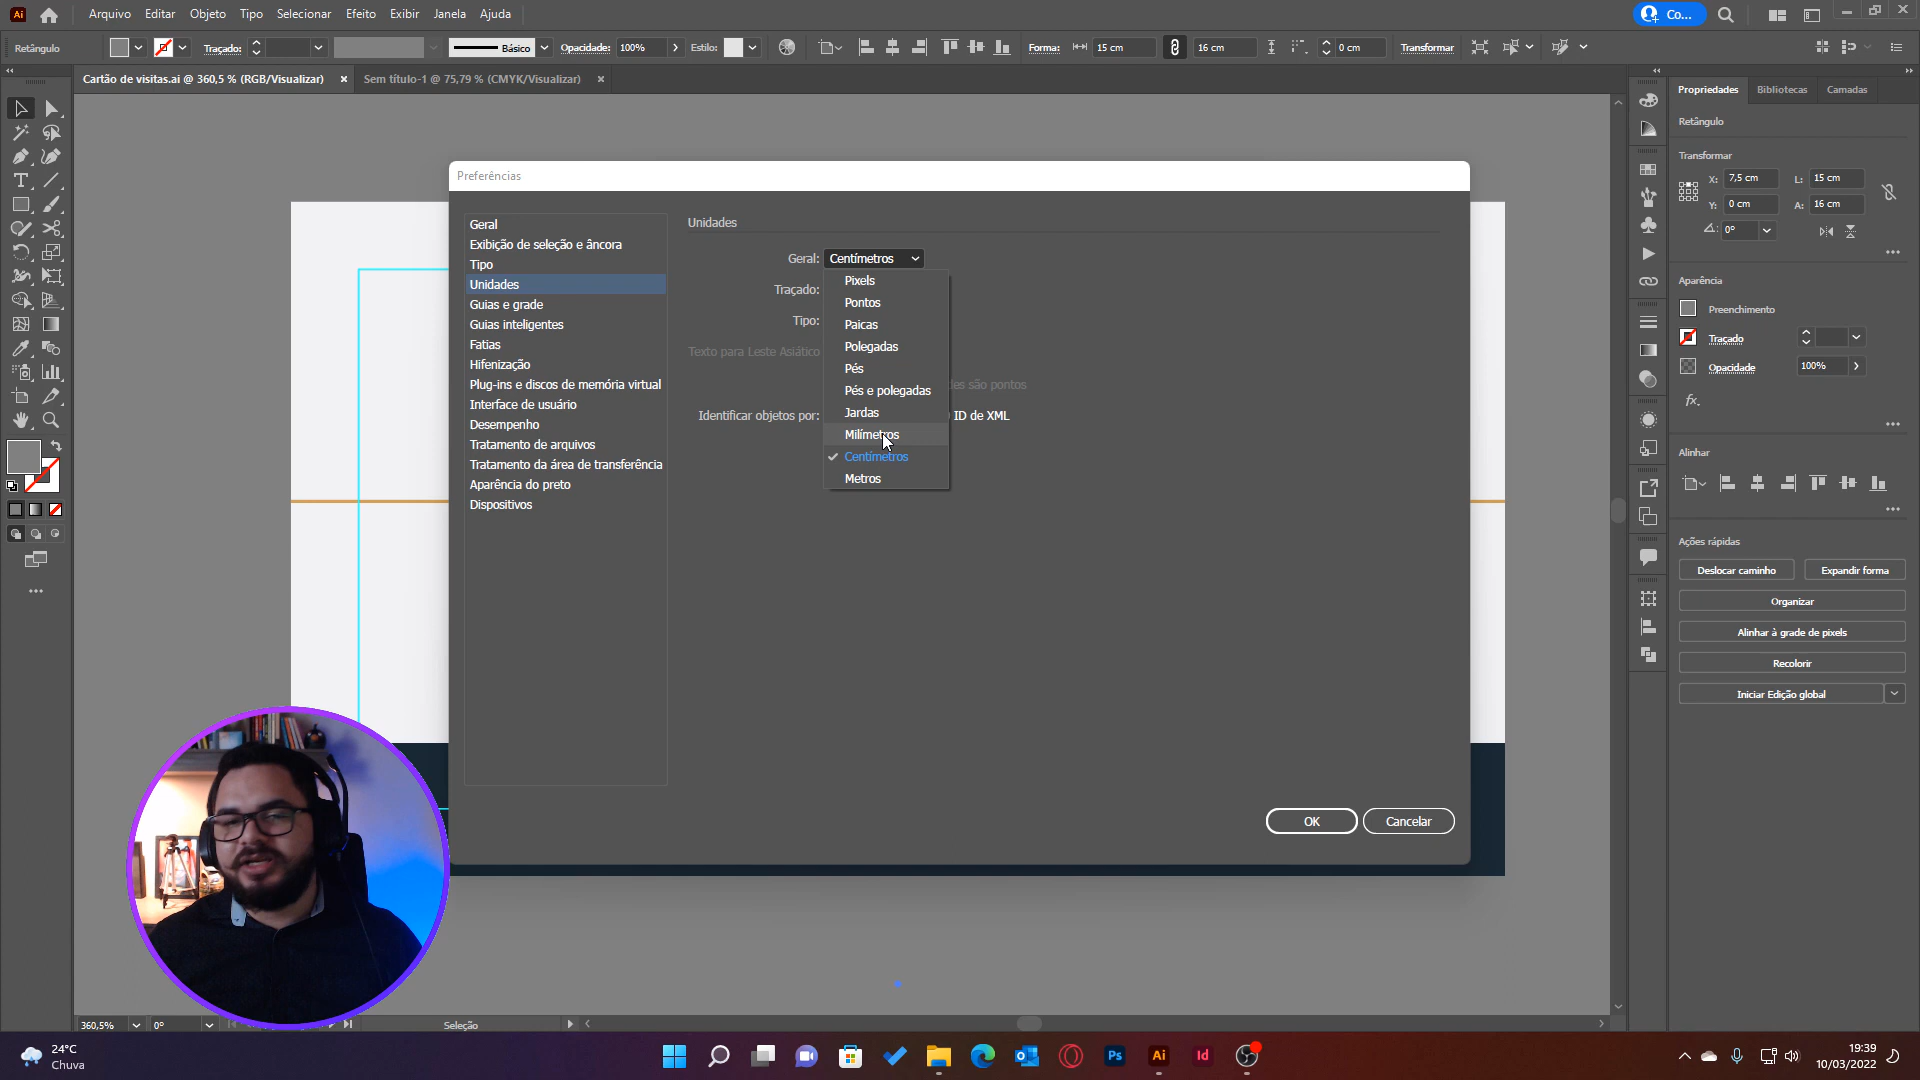 Ai
Arquivo Editar Objeto Tipo Selecionar Efeito Exibir Janela Ajuda
Co...
Retângulo
Traçado:
Básico
Opacidade: 100%
Estilo:
Forma: 15 cm 16 cm 0 cm
Transformar
Cartão de visitas.ai @ 360,5 % (RGB/Visualizar) ×
Sem título-1 @ 75,79 % (CMYK/Visualizar) ×
Preferências
Geral
Exibição de seleção e âncora
Tipo
Unidades
Guias e grade
Guias inteligentes
Fatias
Hifenização
Plug-ins e discos de memória virtual
Interface de usuário
Desempenho
Tratamento de arquivos
Tratamento da área de transferência
Aparência do preto
Dispositivos
Unidades
Geral: Centímetros
Traçado:
Tipo:
Texto para Leste Asiático
des são pontos
Identificar objetos por:
ID de XML
Pixels
Pontos
Paicas
Polegadas
Pés
Pés e polegadas
Jardas
Milímetros
Centímetros
Metros
OK
Cancelar
Propriedades Bibliotecas Camadas
Retângulo
Transformar
X: 7,5 cm L: 15 cm
Y: 0 cm A: 16 cm
0°
Aparência
Preenchimento
Traçado
Opacidade 100%
fx.
Alinhar
Ações rápidas
Deslocar caminho
Expandir forma
Organizar
Alinhar à grade de pixels
Recolorir
Iniciar Edição global
360,5% 0° Seleção
24°C
Chuva
Ps Ai Id
19:39
10/03/2022